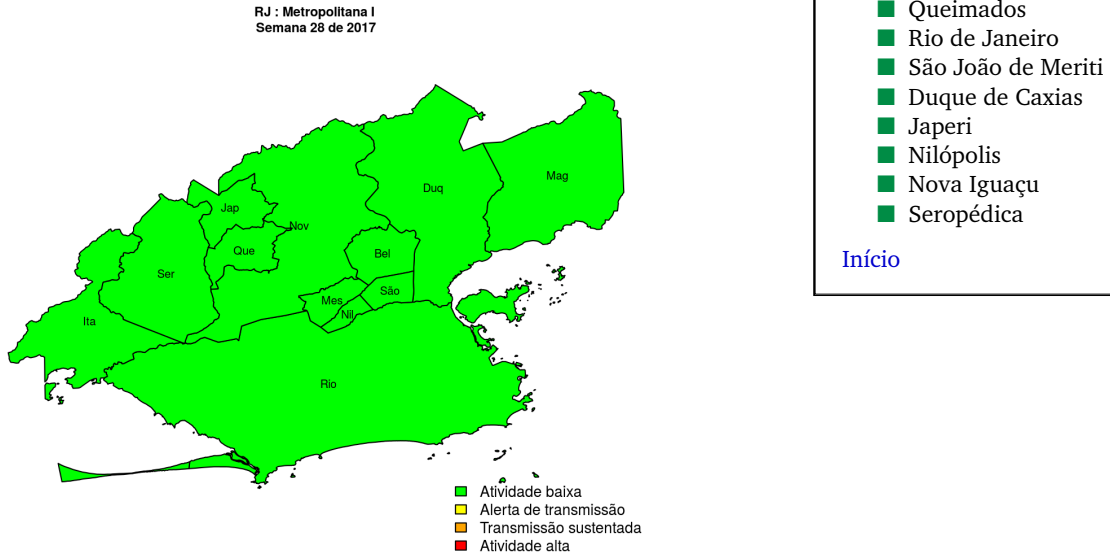 RJ : Metropolitana I
Semana 28 de 2017
Mag
Duq
Jap
Nov
Que
Bel
Ser
São
Mes
Nil
Ita
Rio
Atividade baixa
Alerta de transmissão
Transmissão sustentada
Atividade alta
Queimados
Rio de Janeiro
São João de Meriti
Duque de Caxias
Japeri
Nilópolis
Nova Iguaçu
Seropédica
Início